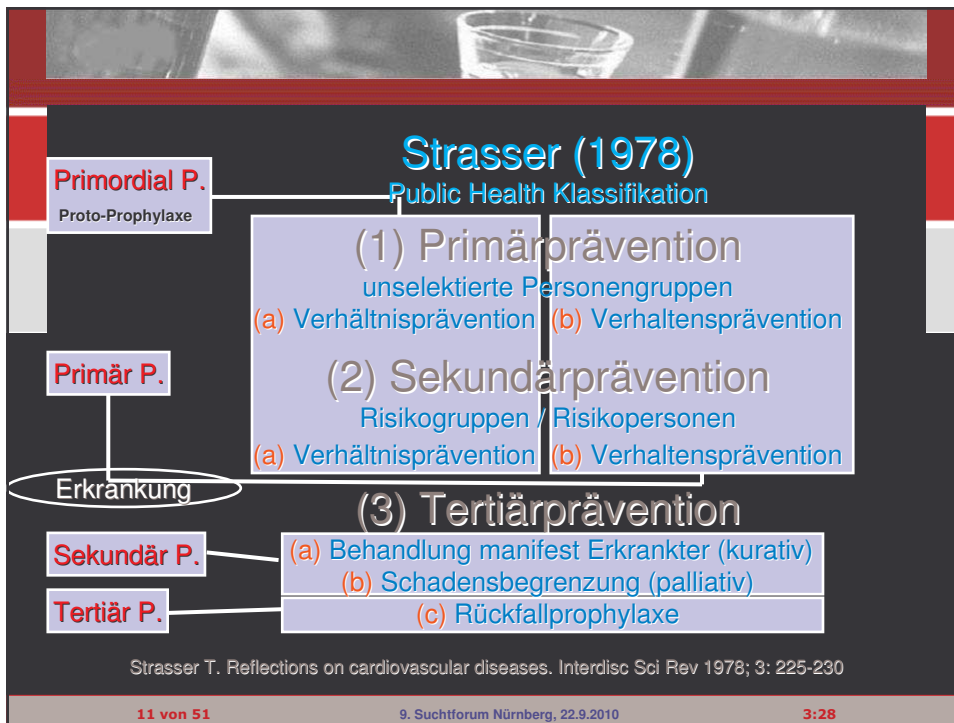 Strasser (1978)
Public Health Klassifikation
Primordial P.
Proto-Prophylaxe
(1) Primärprävention
unselektierte Personengruppen
(a) Verhältnisprävention (b) Verhaltensprävention
Primär P.
(2) Sekundärprävention
Risikogruppen / Risikopersonen
(a) Verhältnisprävention (b) Verhaltensprävention
Erkrankung
(3) Tertiärprävention
Sekundär P.
(a) Behandlung manifest Erkrankter (kurativ)
(b) Schadensbegrenzung (palliativ)
Tertiär P.
(c) Rückfallprophylaxe
Strasser T. Reflections on cardiovascular diseases. Interdisc Sci Rev 1978; 3: 225-230
11 von 51 9. Suchtforum Nürnberg, 22.9.2010 3:28